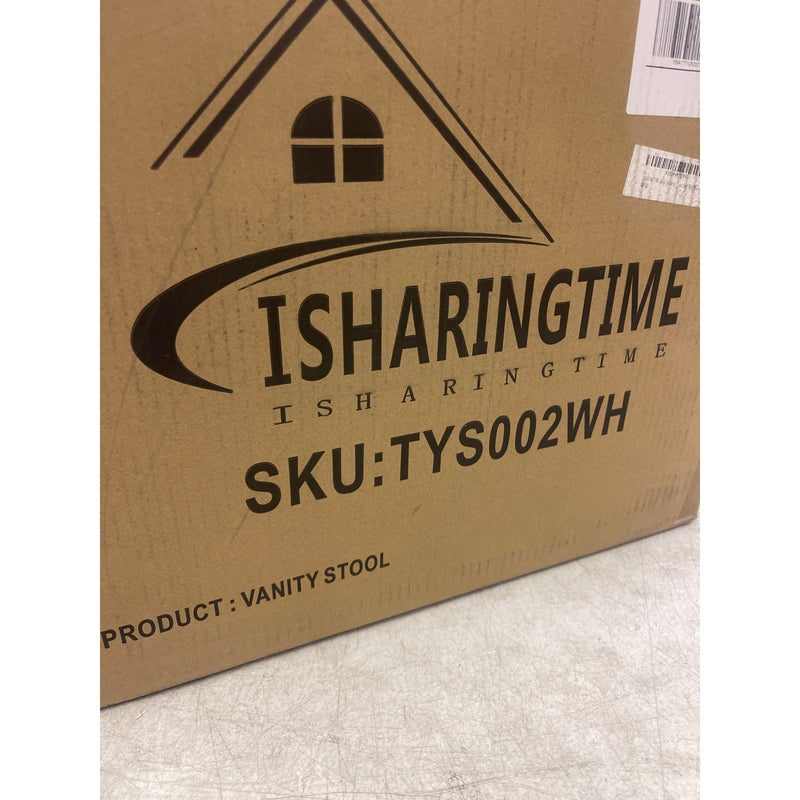 ISHARINGTIME
ISHARINGTIME
SKU:TYS002WH
PRODUCT : VANITY STOOL